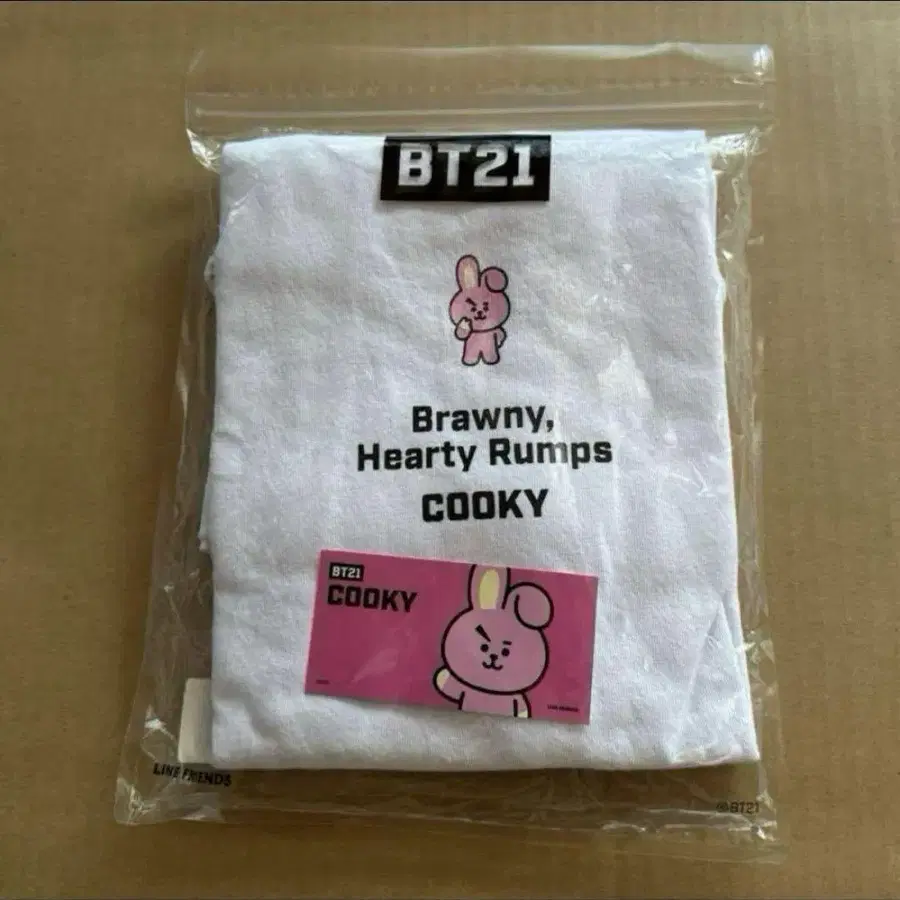 BT21
Brawny,
Hearty Rumps
COOKY
BT21
COOKY
LINE FRIENDS
©BT21